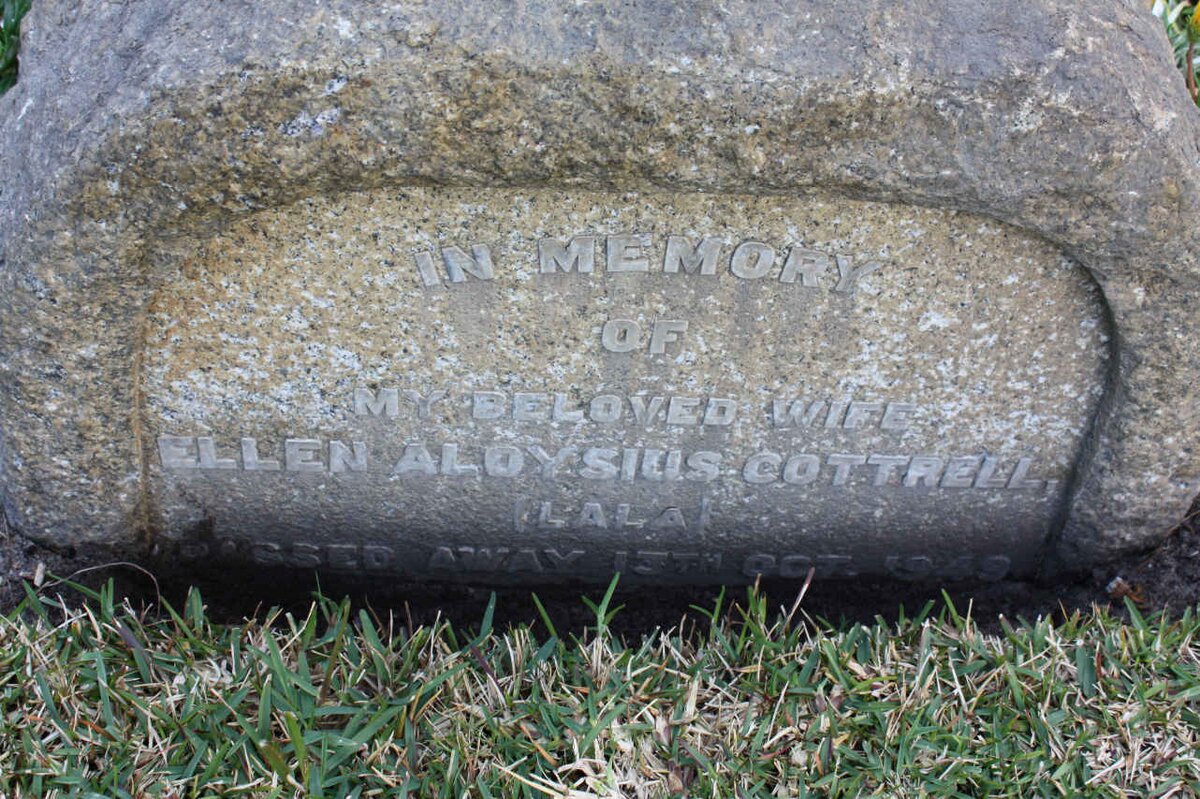 IN MEMORY
OF
MY BELOVED WIFE
ELLEN ALOYSIUS COTTRELL.
(LALA)
PASSED AWAY 13TH OCT.